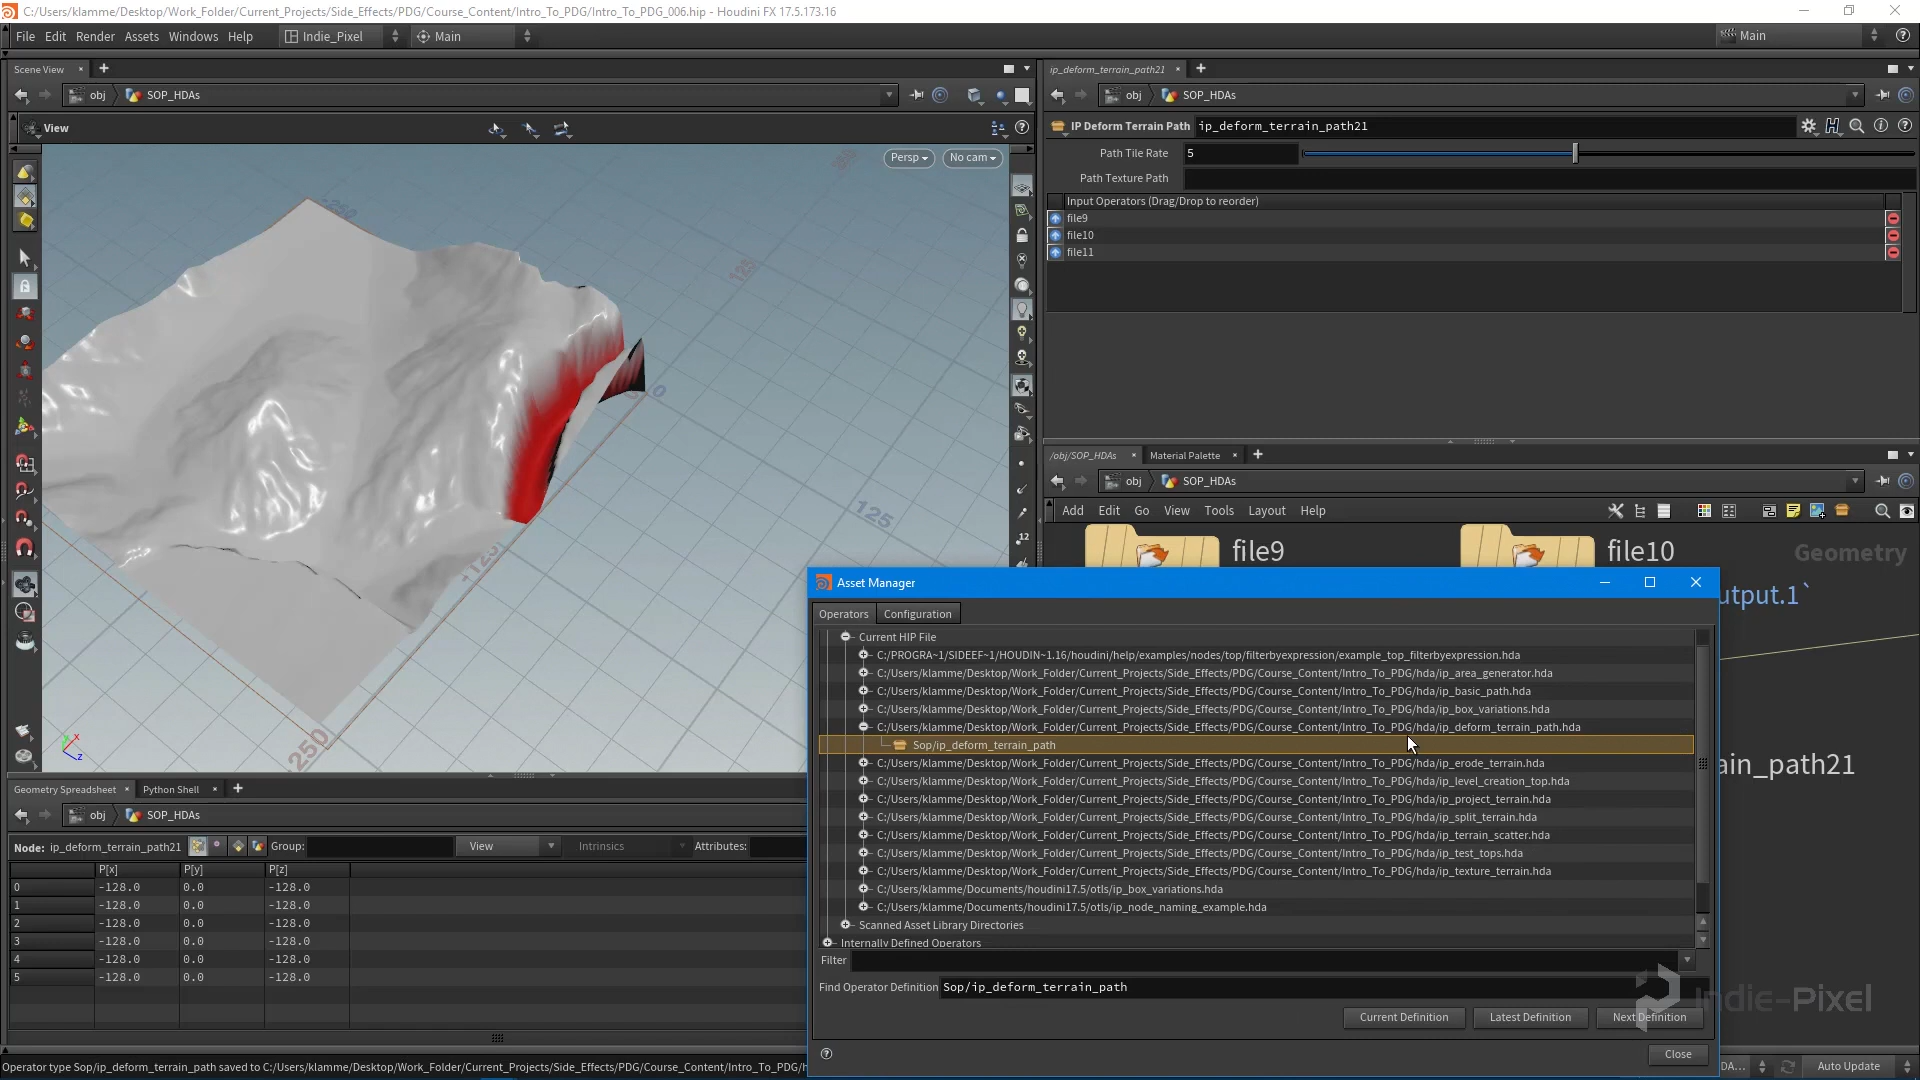 C:/Users/klamme/Desktop/Work_Folder/Current_Projects/Side_Effects/PDG/Course_Content/Intro_To_PDG/Intro_To_PDG_006.hip - Houdini FX 17.5.173.16
File Edit Render Assets Windows Help Indie_Pixel Main Main
Scene View
obj SOP_HDAs
View
Persp No cam
250
125
0
125
-125
250
ip_deform_terrain_path21
obj SOP_HDAs
IP Deform Terrain Path ip_deform_terrain_path21
Path Tile Rate 5
Path Texture Path
Input Operators (Drag/Drop to reorder)
file9
file10
file11
/obj/SOP_HDAs Material Palette
obj SOP_HDAs
Add Edit Go View Tools Layout Help
file9 file10 Geometry
utput.1`
ain_path21
Asset Manager
Operators Configuration
Current HIP File
C:/PROGRA~1/SIDEEF~1/HOUDIN~1.16/houdini/help/examples/nodes/top/filterbyexpression/example_top_filterbyexpression.hda
C:/Users/klamme/Desktop/Work_Folder/Current_Projects/Side_Effects/PDG/Course_Content/Intro_To_PDG/hda/ip_area_generator.hda
C:/Users/klamme/Desktop/Work_Folder/Current_Projects/Side_Effects/PDG/Course_Content/Intro_To_PDG/hda/ip_basic_path.hda
C:/Users/klamme/Desktop/Work_Folder/Current_Projects/Side_Effects/PDG/Course_Content/Intro_To_PDG/hda/ip_box_variations.hda
C:/Users/klamme/Desktop/Work_Folder/Current_Projects/Side_Effects/PDG/Course_Content/Intro_To_PDG/hda/ip_deform_terrain_path.hda
Sop/ip_deform_terrain_path
C:/Users/klamme/Desktop/Work_Folder/Current_Projects/Side_Effects/PDG/Course_Content/Intro_To_PDG/hda/ip_erode_terrain.hda
C:/Users/klamme/Desktop/Work_Folder/Current_Projects/Side_Effects/PDG/Course_Content/Intro_To_PDG/hda/ip_level_creation_top.hda
C:/Users/klamme/Desktop/Work_Folder/Current_Projects/Side_Effects/PDG/Course_Content/Intro_To_PDG/hda/ip_project_terrain.hda
C:/Users/klamme/Desktop/Work_Folder/Current_Projects/Side_Effects/PDG/Course_Content/Intro_To_PDG/hda/ip_split_terrain.hda
C:/Users/klamme/Desktop/Work_Folder/Current_Projects/Side_Effects/PDG/Course_Content/Intro_To_PDG/hda/ip_terrain_scatter.hda
C:/Users/klamme/Desktop/Work_Folder/Current_Projects/Side_Effects/PDG/Course_Content/Intro_To_PDG/hda/ip_test_tops.hda
C:/Users/klamme/Desktop/Work_Folder/Current_Projects/Side_Effects/PDG/Course_Content/Intro_To_PDG/hda/ip_texture_terrain.hda
C:/Users/klamme/Documents/houdini17.5/otls/ip_box_variations.hda
C:/Users/klamme/Documents/houdini17.5/otls/ip_node_naming_example.hda
Scanned Asset Library Directories
Internally Defined Operators
Filter
Find Operator Definition Sop/ip_deform_terrain_path
Current Definition Latest Definition Next Definition
Close
Indie-Pixel
Geometry Spreadsheet Python Shell
obj SOP_HDAs
Node: ip_deform_terrain_path21 Group: View Intrinsics Attributes:
P[x] P[y] P[z]
0 -128.0 0.0 -128.0
1 -128.0 0.0 -128.0
2 -128.0 0.0 -128.0
3 -128.0 0.0 -128.0
4 -128.0 0.0 -128.0
5 -128.0 0.0 -128.0
Operator type Sop/ip_deform_terrain_path saved to C:/Users/klamme/Desktop/Work_Folder/Current_Projects/Side_Effects/PDG/Course_Content/Intro_To_PDG/h
DA... Auto Update